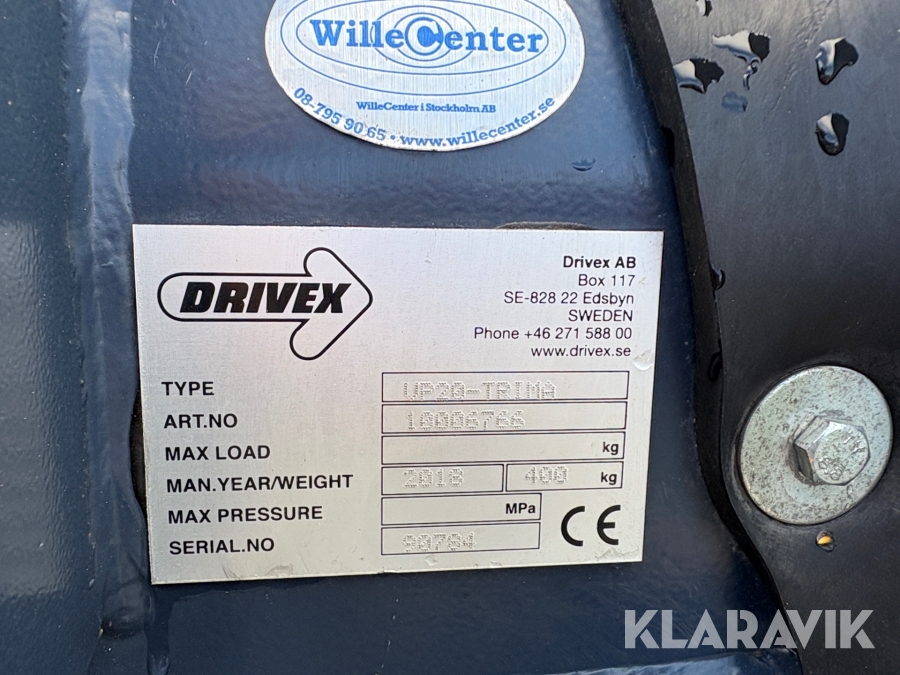 WilleCenter
WilleCenter i Stockholm AB
08-795 90 65 • www.willecenter.se
DRIVEX
Drivex AB
Box 117
SE-828 22 Edsbyn
SWEDEN
Phone +46 271 588 00
www.drivex.se
TYPE VP20-TRIMA
ART.NO 10006766
MAX LOAD kg
MAN.YEAR/WEIGHT 2018 400 kg
MAX PRESSURE MPa
SERIAL.NO 90784
CE
KLARAVIK